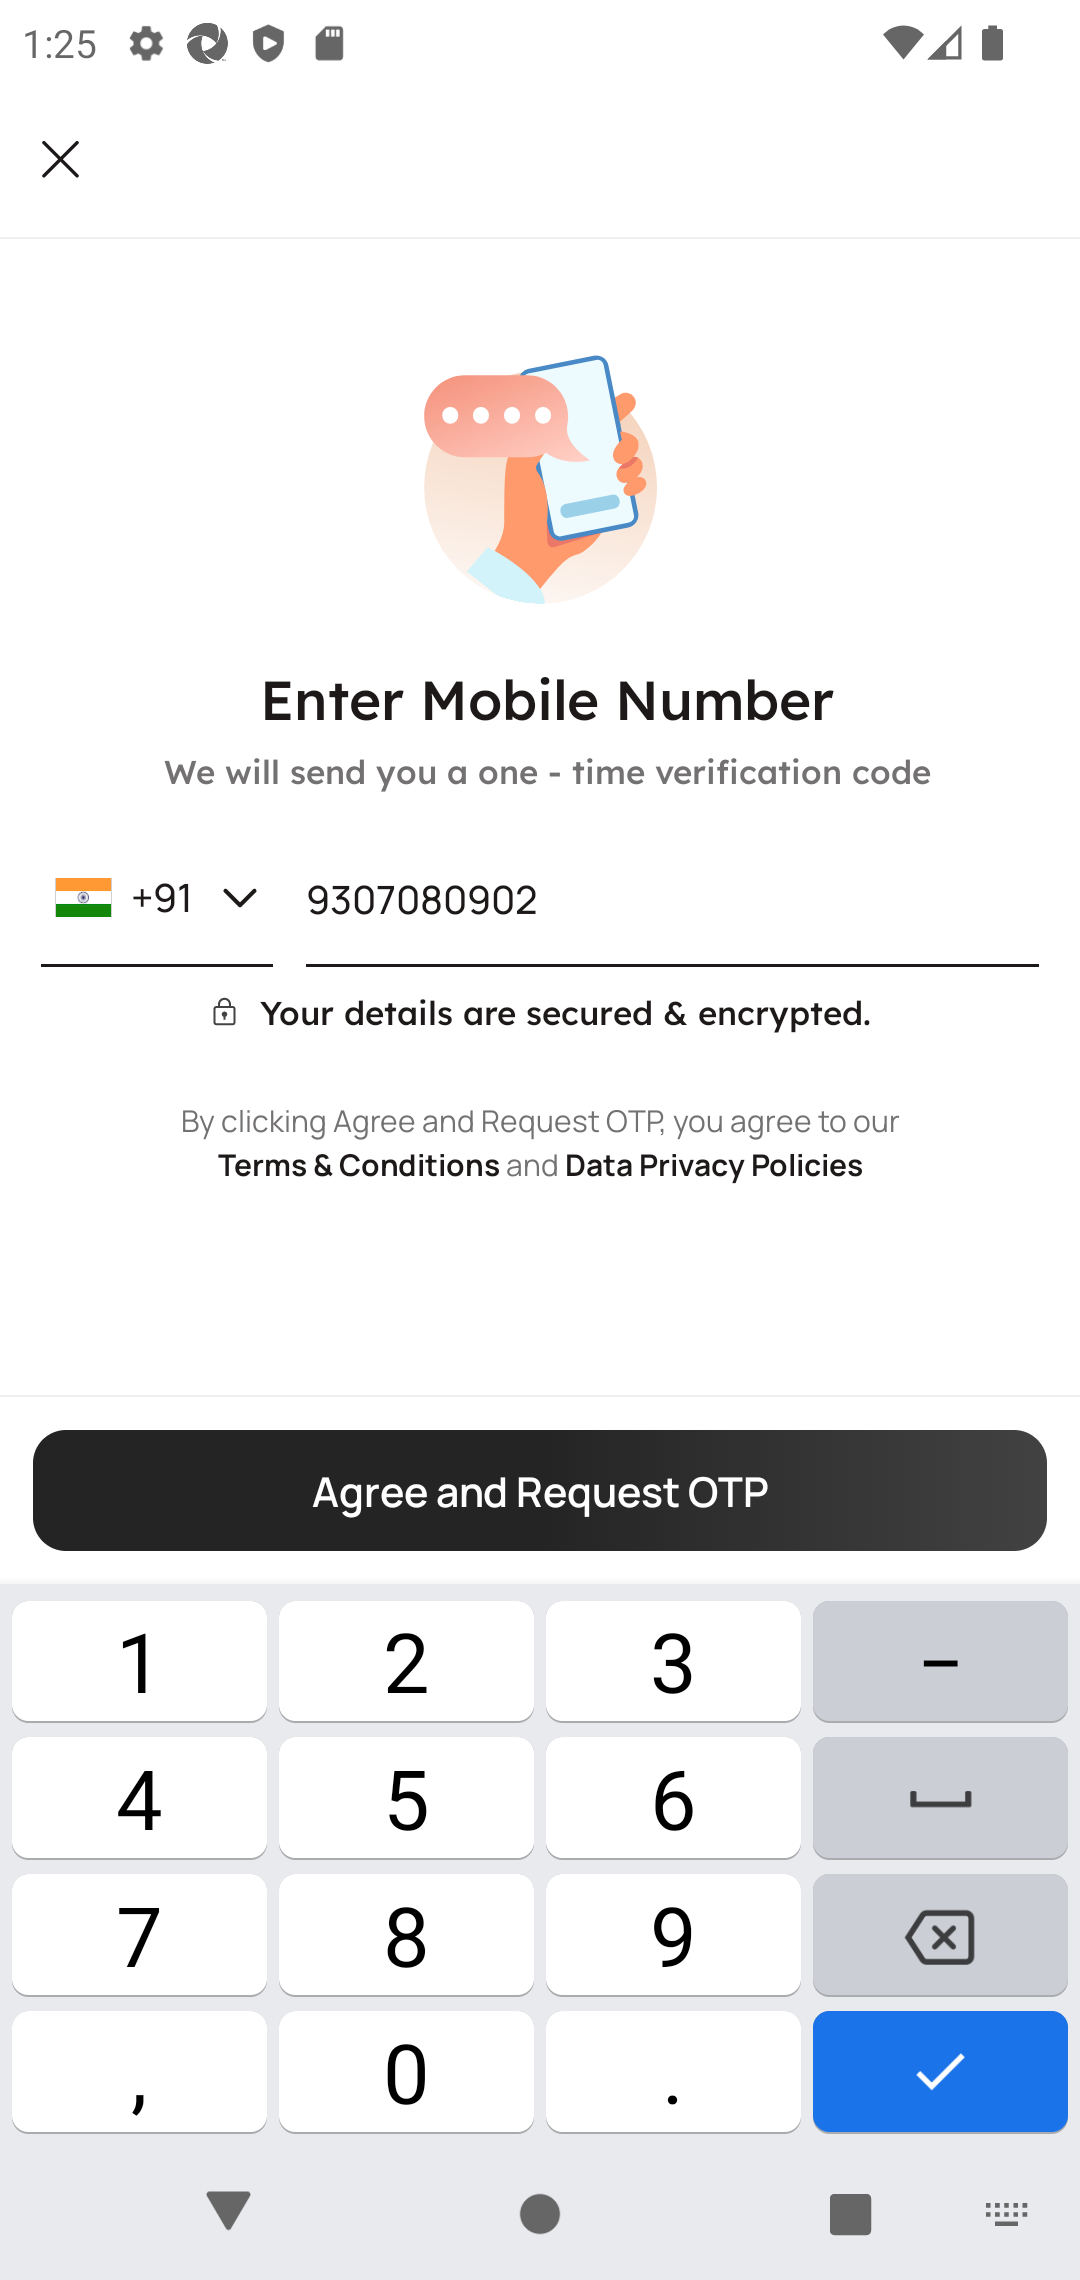 1:25
Enter Mobile Number
We will send you a one - time verification code
+91 9307080902
Your details are secured & encrypted.
By clicking Agree and Request OTP, you agree to our
Terms & Conditions and Data Privacy Policies
Agree and Request OTP
1 2 3 –
4 5 6
7 8 9
, 0 .